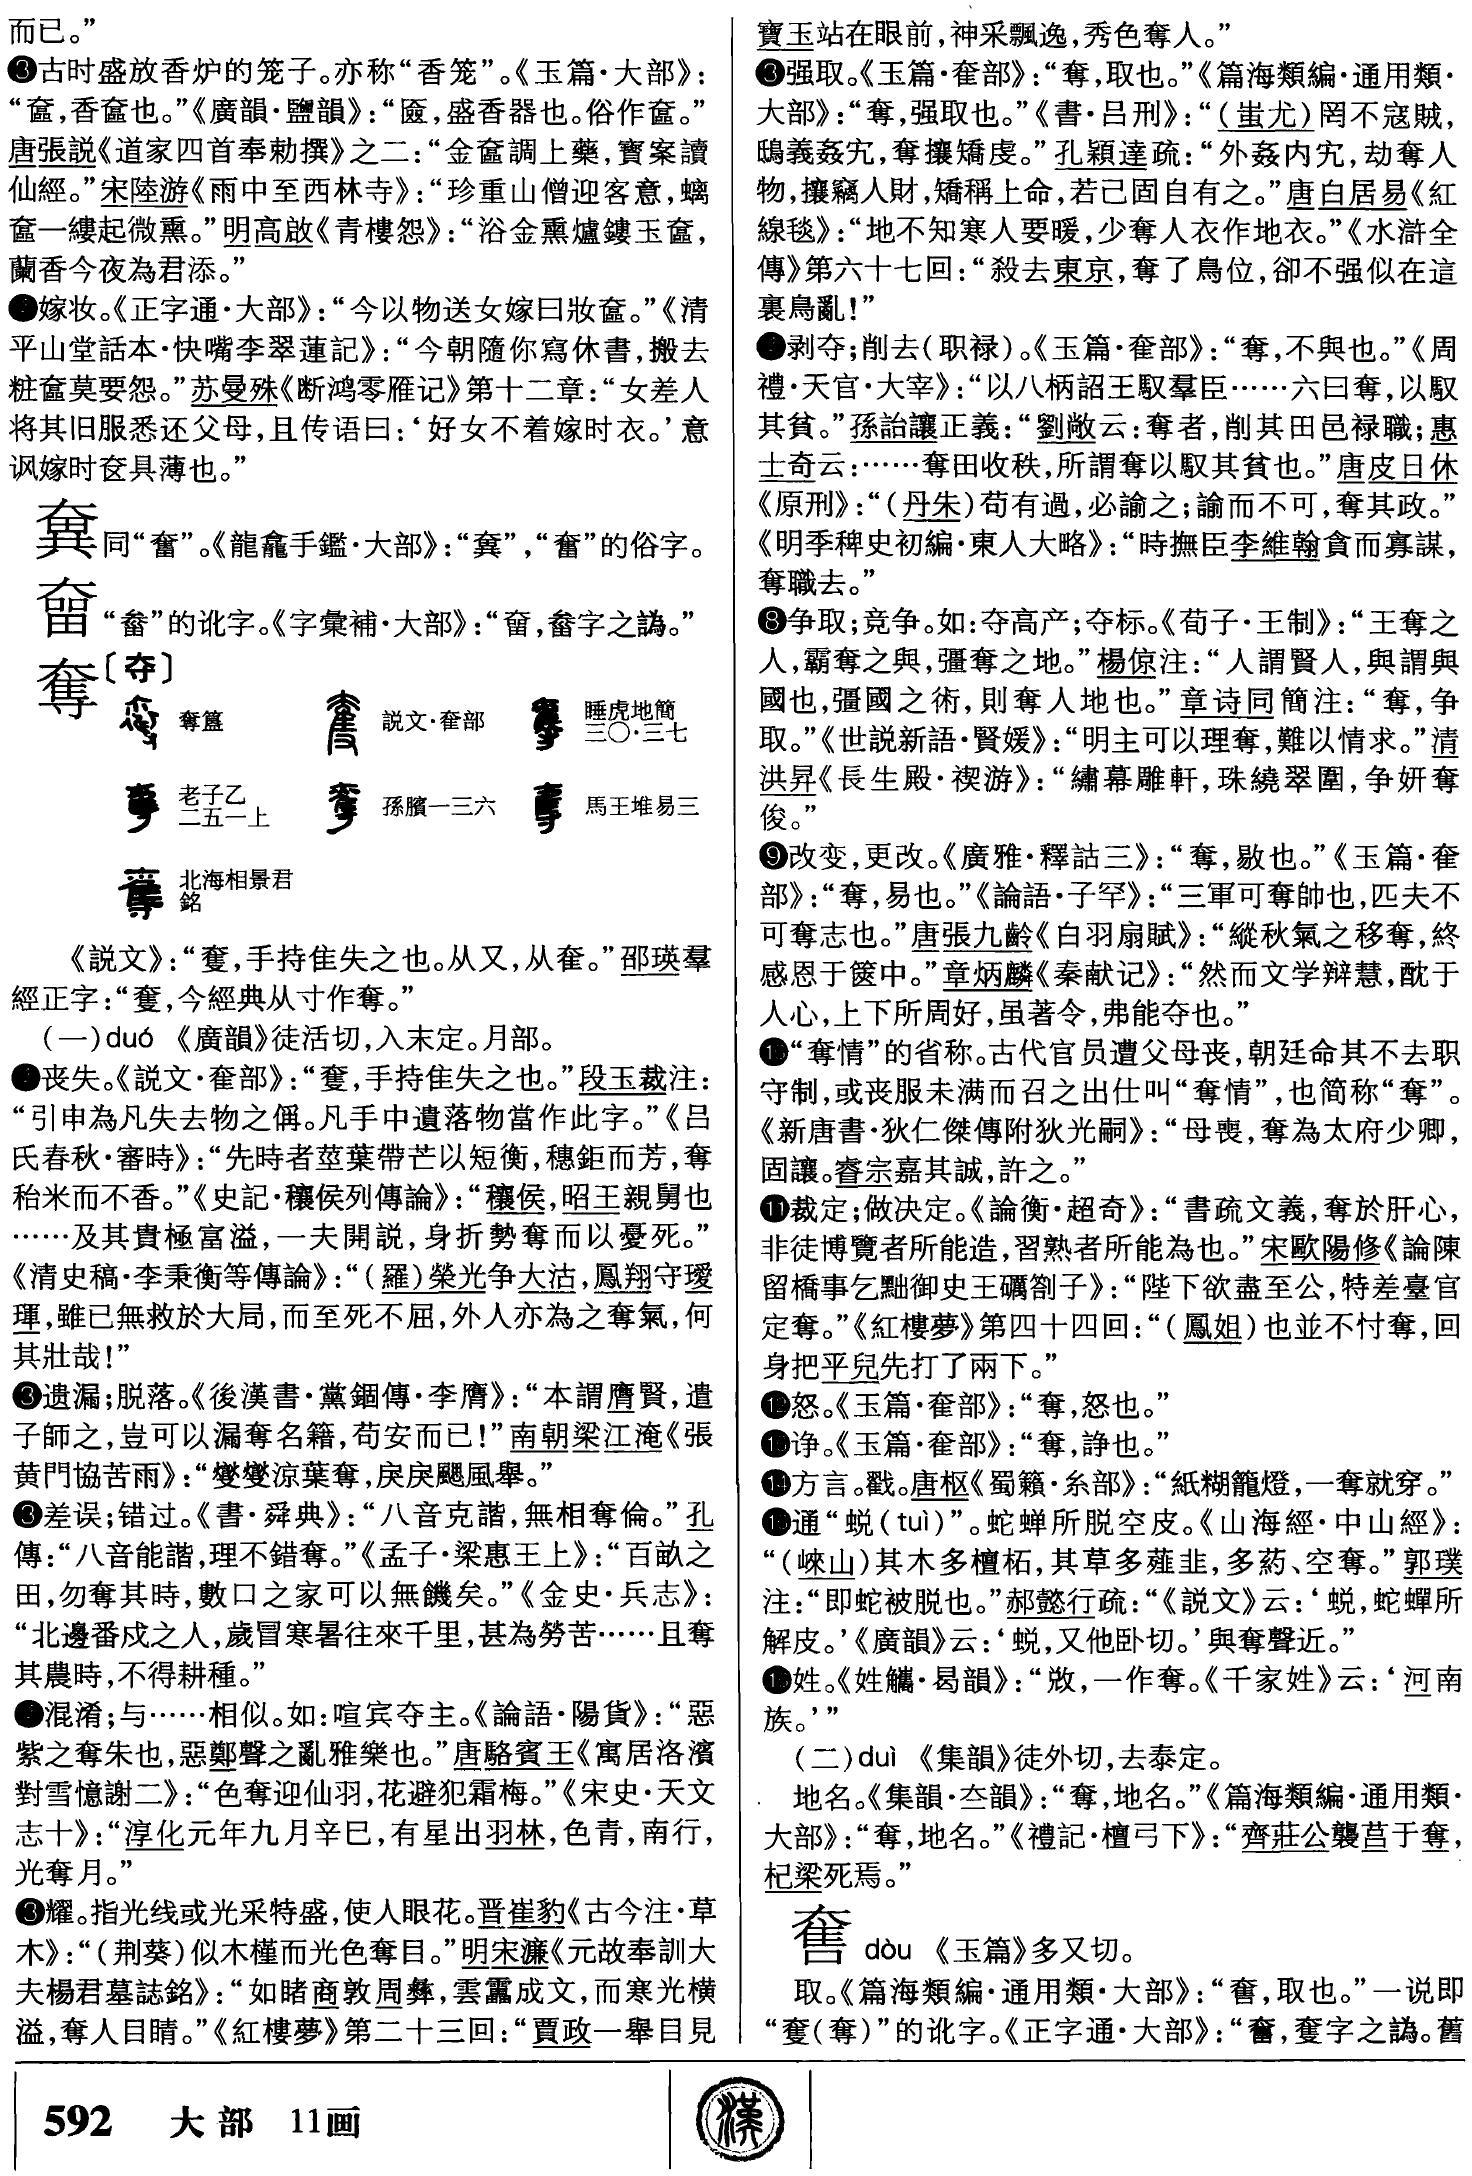 而已。”
❸古时盛放香炉的笼子。亦称“香笼”。《玉篇·大部》：
“奩，香奩也。”《廣韻·鹽韻》：“匳，盛香器也。俗作奩。”
唐張説《道家四首奉勅撰》之二：“金奩調上藥，寶案讀
仙經。”宋陸游《雨中至西林寺》：“珍重山僧迎客意，螭
奩一縷起微熏。”明高啟《青樓怨》：“浴金熏爐鏤玉奩，
蘭香今夜為君添。”
嫁妆。《正字通·大部》：“今以物送女嫁曰妝奩。”《清
平山堂話本·快嘴李翠蓮記》：“今朝隨你寫休書，搬去
粧奩莫要怨。”苏曼殊《断鸿零雁记》第十二章：“女差人
将其旧服悉还父母，且传语曰：‘好女不着嫁时衣。’意
讽嫁时奁具薄也。”
同“奮”。《龍龕手鑑·大部》：“”，“奮”的俗字。
“畚”的讹字。《字彙補·大部》：“，畚字之譌。”
奪〔夺〕
奪簋 説文·奞部 睡虎地簡三〇·三七
老子乙二五一上 孫臏一三六 馬王堆易三
北海相景君銘
《説文》：“奪，手持隹失之也。从又，从奞。”邵瑛羣
經正字：“奪，今經典从寸作奪。”
（一）duó 《廣韻》徒活切，入末定。月部。
丧失。《説文·奞部》：“奪，手持隹失之也。”段玉裁注：
“引申為凡失去物之偁。凡手中遺落物當作此字。”《吕
氏春秋·審時》：“先時者莖葉帶芒以短衡，穗鉅而芳，奪
秮米而不香。”《史記·穰侯列傳論》：“穰侯，昭王親舅也
……及其貴極富溢，一夫開説，身折勢奪而以憂死。”
《清史稿·李秉衡等傳論》：“（羅）榮光争大沽，鳳翔守瑷
琿，雖已無救於大局，而至死不屈，外人亦為之奪氣，何
其壯哉！”
❸遗漏；脱落。《後漢書·黨錮傳·李膺》：“本謂膺賢，遣
子師之，豈可以漏奪名籍，苟安而已！”南朝梁江淹《張
黄門協苦雨》：“燮燮涼葉奪，戾戾颸風舉。”
❸差误；错过。《書·舜典》：“八音克諧，無相奪倫。”孔
傳：“八音能諧，理不錯奪。”《孟子·梁惠王上》：“百畝之
田，勿奪其時，數口之家可以無饑矣。”《金史·兵志》：
“北邊番戍之人，歲冒寒暑往來千里，甚為勞苦……且奪
其農時，不得耕種。”
混淆；与……相似。如：喧宾夺主。《論語·陽貨》：“惡
紫之奪朱也，惡鄭聲之亂雅樂也。”唐駱賓王《寓居洛濱
對雪憶謝二》：“色奪迎仙羽，花避犯霜梅。”《宋史·天文
志十》：“淳化元年九月辛巳，有星出羽林，色青，南行，
光奪月。”
❸耀。指光线或光采特盛，使人眼花。晋崔豹《古今注·草
木》：“（荆葵）似木槿而光色奪目。”明宋濂《元故奉訓大
夫楊君墓誌銘》：“如睹商敦周彝，雲靁成文，而寒光横
溢，奪人目睛。”《紅樓夢》第二十三回：“賈政一舉目見
寶玉站在眼前，神采飄逸，秀色奪人。”
❸强取。《玉篇·奞部》：“奪，取也。”《篇海類編·通用類·
大部》：“奪，强取也。”《書·吕刑》：“（蚩尤）罔不寇賊，
鴟義姦宄，奪攘矯虔。”孔穎達疏：“外姦内宄，劫奪人
物，攘竊人財，矯稱上命，若已固自有之。”唐白居易《紅
線毯》：“地不知寒人要暖，少奪人衣作地衣。”《水滸全
傳》第六十七回：“殺去東京，奪了鳥位，卻不强似在這
裏鳥亂！”
剥夺；削去（职禄）。《玉篇·奞部》：“奪，不與也。”《周
禮·天官·大宰》：“以八柄詔王馭羣臣……六曰奪，以馭
其貧。”孫詒讓正義：“劉敞云：奪者，削其田邑禄職；惠
士奇云：……奪田收秩，所謂奪以馭其貧也。”唐皮日休
《原刑》：“（丹朱）苟有過，必諭之；諭而不可，奪其政。”
《明季稗史初編·東人大略》：“時撫臣李維翰貪而寡謀，
奪職去。”
❽争取；竞争。如：夺高产；夺标。《荀子·王制》：“王奪之
人，霸奪之與，彊奪之地。”楊倞注：“人謂賢人，與謂與
國也，彊國之術，則奪人地也。”章诗同簡注：“奪，争
取。”《世説新語·賢媛》：“明主可以理奪，難以情求。”清
洪昇《長生殿·禊游》：“繡幕雕軒，珠繞翠圍，争妍奪
俊。”
❾改变，更改。《廣雅·釋詁三》：“奪，敡也。”《玉篇·奞
部》：“奪，易也。”《論語·子罕》：“三軍可奪帥也，匹夫不
可奪志也。”唐張九齡《白羽扇賦》：“縱秋氣之移奪，終
感恩于篋中。”章炳麟《秦献记》：“然而文学辩慧，酖于
人心，上下所周好，虽著令，弗能夺也。”
“奪情”的省称。古代官员遭父母丧，朝廷命其不去职
守制，或丧服未满而召之出仕叫“奪情”，也简称“奪”。
《新唐書·狄仁傑傳附狄光嗣》：“母喪，奪為太府少卿，
固讓。睿宗嘉其誠，許之。”
⓫裁定；做决定。《論衡·超奇》：“書疏文義，奪於肝心，
非徒博覽者所能造，習熟者所能為也。”宋歐陽修《論陳
留橋事乞黜御史王礪劄子》：“陛下欲盡至公，特差臺官
定奪。”《紅樓夢》第四十四回：“（鳳姐）也並不忖奪，回
身把平兒先打了兩下。”
⓬怒。《玉篇·奞部》：“奪，怒也。”
诤。《玉篇·奞部》：“奪，諍也。”
⓮方言。戳。唐枢《蜀籟·糸部》：“紙糊籠燈，一奪就穿。”
通“蜕（tuì）”。蛇蝉所脱空皮。《山海經·中山經》：
“（崍山）其木多檀柘，其草多薤韭，多葯、空奪。”郭璞
注：“即蛇被脱也。”郝懿行疏：“《説文》云：‘蜕，蛇蟬所
解皮。’《廣韻》云：‘蜕，又他卧切。’與奪聲近。”
姓。《姓觿·曷韻》：“敚，一作奪。《千家姓》云：‘河南
族。’”
（二）duì 《集韻》徒外切，去泰定。
地名。《集韻·夳韻》：“奪，地名。”《篇海類編·通用類·
大部》：“奪，地名。”《禮記·檀弓下》：“齊莊公襲莒于奪，
杞梁死焉。”
dòu 《玉篇》多又切。
取。《篇海類編·通用類·大部》：“，取也。”一说即
“奪（奪）”的讹字。《正字通·大部》：“，奪字之譌。舊
592 大部 11画
漢